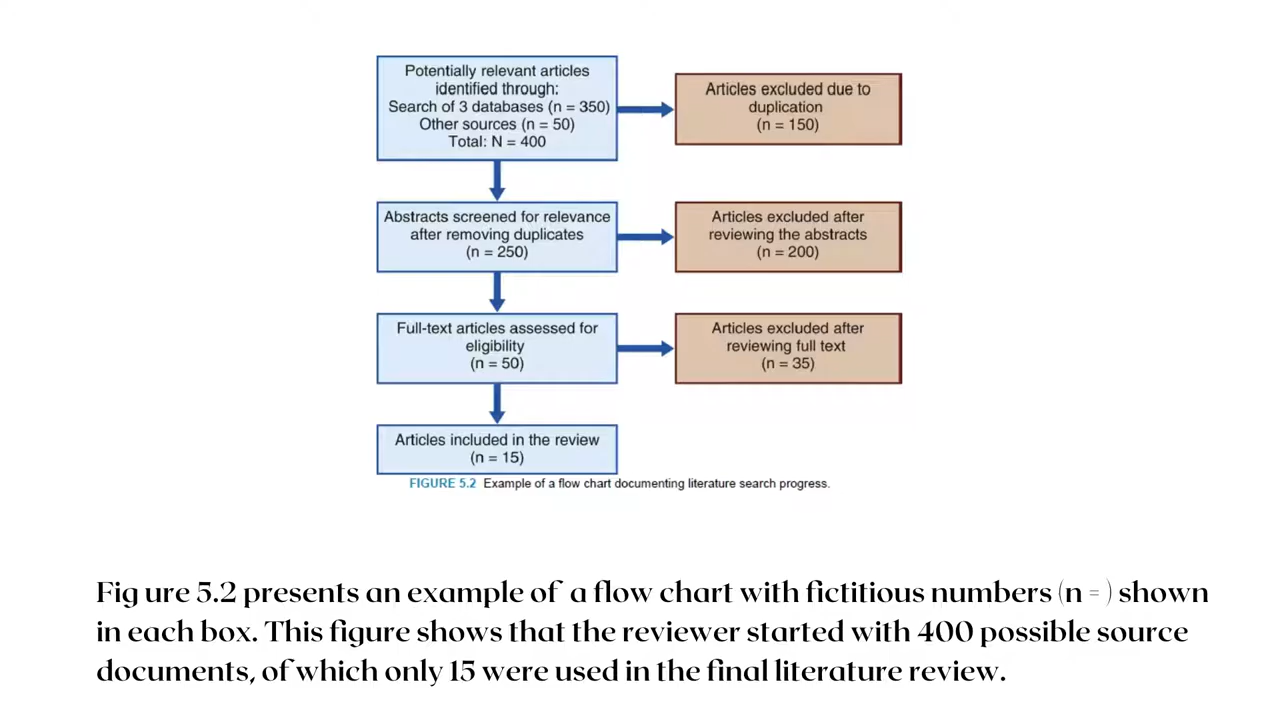 Potentially relevant articles
identified through:
Search of 3 databases (n = 350)
Other sources (n = 50)
Total: N = 400
Articles excluded due to
duplication
(n = 150)
Abstracts screened for relevance
after removing duplicates
(n = 250)
Articles excluded after
reviewing the abstracts
(n = 200)
Full-text articles assessed for
eligibility
(n = 50)
Articles excluded after
reviewing full text
(n = 35)
Articles included in the review
(n = 15)
FIGURE 5.2 Example of a flow chart documenting literature search progress.
Fig ure 5.2 presents an example of a flow chart with fictitious numbers (n = ) shown
in each box. This figure shows that the reviewer started with 400 possible source
documents, of which only 15 were used in the final literature review.